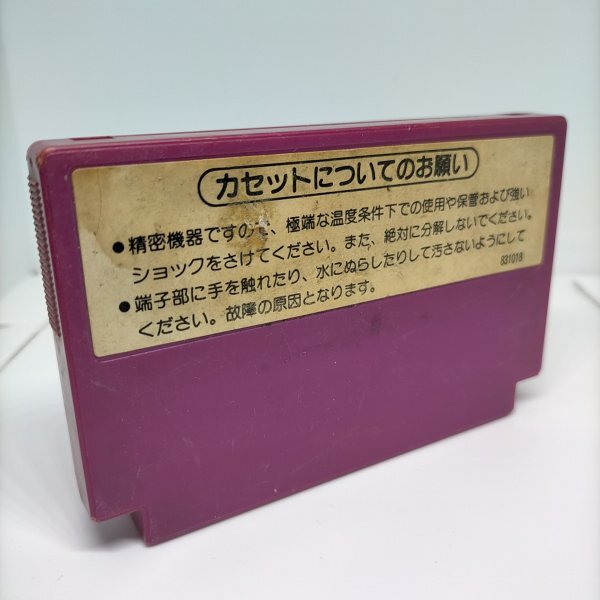 カセットについてのお願い
●精密機器ですので、極端な温度条件下での使用や保管および強い
ショックをさけてください。また、絶対に分解しないでください。
●端子部に手を触れたり、水にぬらしたりして汚さないようにして
ください。故障の原因となります。
831018